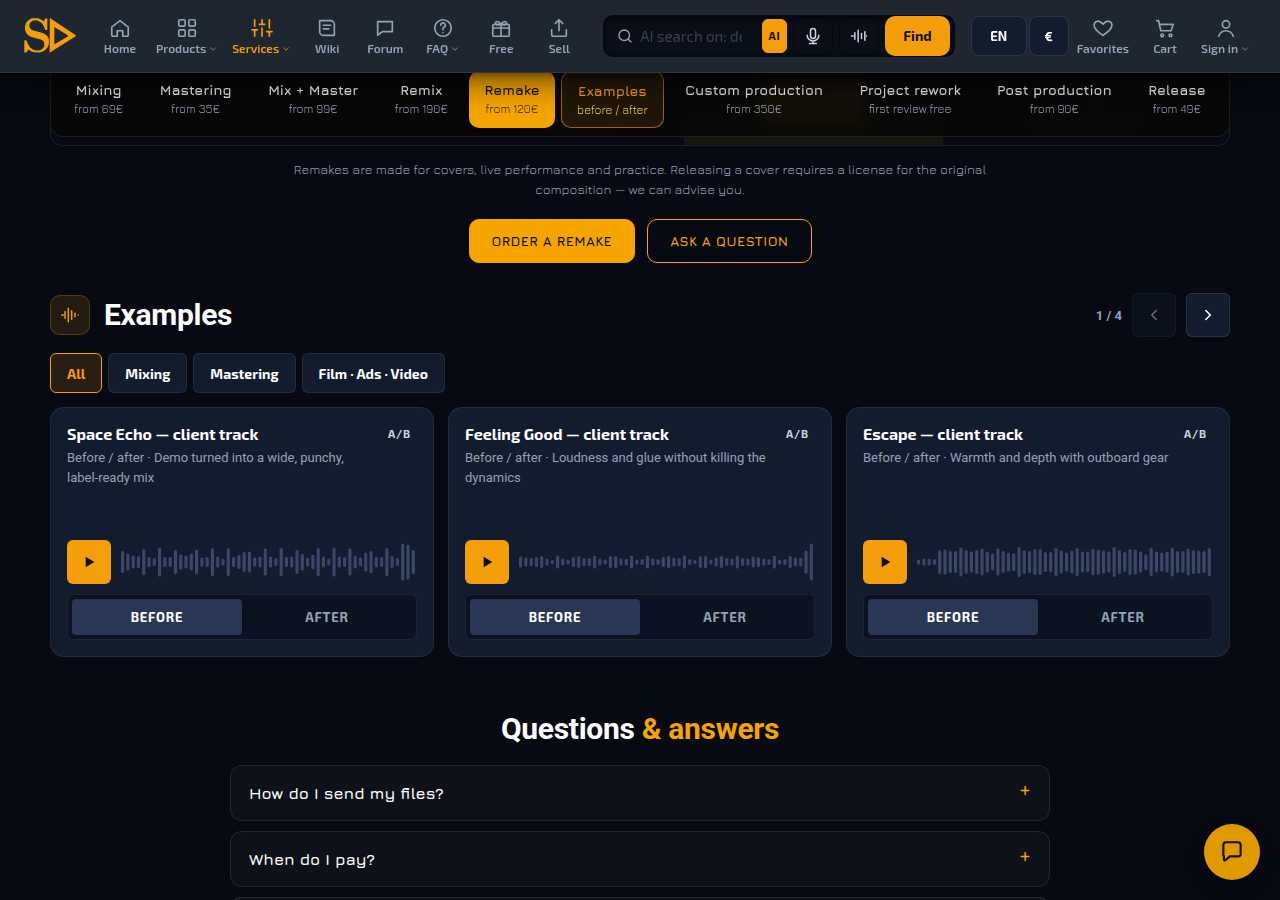 SD
Home
Products
Services
Wiki
Forum
FAQ
Free
Sell
AI search on: de
AI
Find
EN
€
Favorites
Cart
Sign in
Mixing
from 69€
Mastering
from 35€
Mix + Master
from 99€
Remix
from 190€
Remake
from 120€
Examples
before / after
Custom production
from 350€
Project rework
first review free
Post production
from 90€
Release
from 49€
Remakes are made for covers, live performance and practice. Releasing a cover requires a license for the original
composition — we can advise you.
ORDER A REMAKE
ASK A QUESTION
Examples
1 / 4
All
Mixing
Mastering
Film · Ads · Video
Space Echo — client track
A/B
Before / after · Demo turned into a wide, punchy,
label-ready mix
BEFORE
AFTER
Feeling Good — client track
A/B
Before / after · Loudness and glue without killing the
dynamics
BEFORE
AFTER
Escape — client track
A/B
Before / after · Warmth and depth with outboard gear
BEFORE
AFTER
Questions & answers
How do I send my files?
+
When do I pay?
+